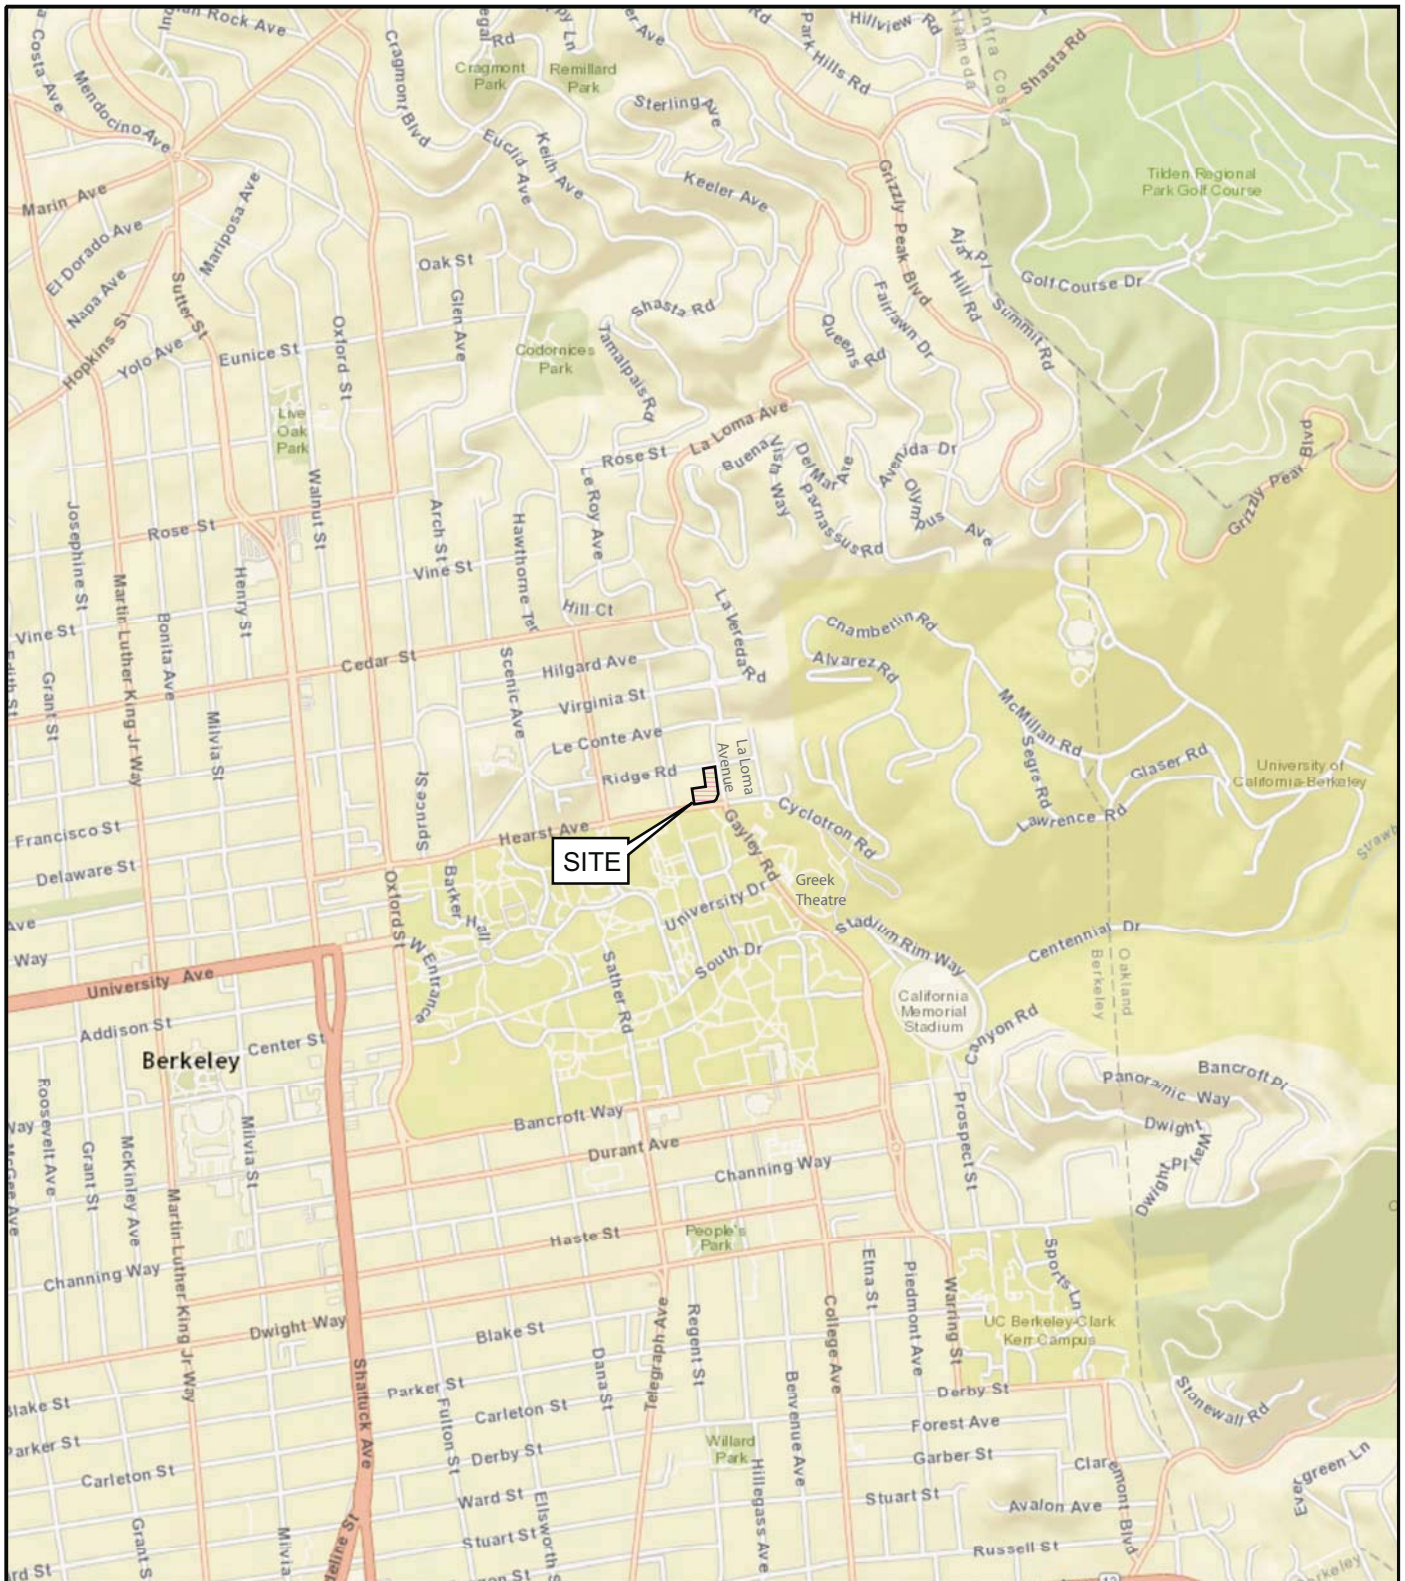 Indian Rock Ave
Costa Ave
Mendocino Ave
Cragmont Blvd
Rd
Cragmont
Park
Remillard
Park
Sterling Ave
Park Hills Rd
Hillview Rd
Alameda
Contra Costa
Shasta Rd
Euclid Ave
Keith Ave
Keeler Ave
Grizzly Peak Blvd
Tilden Regional
Park Golf Course
Marin Ave
El Dorado Ave
Napa Ave
Mariposa Ave
Sutter St
Hopkins St
Yolo Ave
Eunice St
Oxford St
Oak St
Glen Ave
Shasta Rd
Codornices
Park
Tamalpais Rd
Queens Rd
Fairlawn Dr
Ajax Pl
Hill Rd
Summit Rd
Golf Course Dr
Live
Oak
Park
Rose St
La Loma Ave
Buena Vista Way
Del Mar Ave
Parnassus Rd
Avenida Dr
Olympus Ave
Grizzly Peak Blvd
Josephine St
Rose St
Walnut St
Henry St
Arch St
Vine St
Hawthorne Ter
Le Roy Ave
Hill Ct
La Vereda Rd
Vine St
Edith St
Grant St
Martin Luther King Jr Way
Bonita Ave
Milvia St
Cedar St
Scenic Ave
Hilgard Ave
Virginia St
Le Conte Ave
Ridge Rd
La Loma
Avenue
Chamberlin Rd
Alvarez Rd
McMillan Rd
Segre Rd
Glaser Rd
Lawrence Rd
University of
California-Berkeley
Cyclotron Rd
Spruce St
Francisco St
Delaware St
Hearst Ave
SITE
Gayley Rd
Greek
Theatre
Ave
Way
Oxford St
Barker Hall
W Entrance
University Dr
South Dr
Sather Rd
Stadium Rim Way
Centennial Dr
Strawb
Berkeley
Oakland
University Ave
Addison St
Center St
Berkeley
California
Memorial
Stadium
Canyon Rd
Panoramic Way
Bancroft Pl
Dwight Way
Dwight Pl
Prospect St
Bancroft Way
Durant Ave
Channing Way
Way
Roosevelt Ave
McGee Ave
Grant St
McKinley Ave
Milvia St
Martin Luther King Jr Way
Haste St
People's
Park
Channing Way
Dwight Way
Etna St
Piedmont Ave
Warring St
Sports Ln
UC Berkeley-Clark
Kerr Campus
Blake St
Telegraph Ave
Regent St
College Ave
Dana St
Benvenue Ave
Shattuck Ave
Parker St
Fulton St
Carleton St
Derby St
Derby St
Forest Ave
Garber St
Stonewall Rd
Blake St
Parker St
Carleton St
Willard
Park
Hillegass Ave
Ward St
Ellsworth S
Stuart St
Stuart St
Claremont Blvd
Avalon Ave
Russell St
Evergreen Ln
Grant S
Milvia
deline St
rd St
on St
rkeley
13